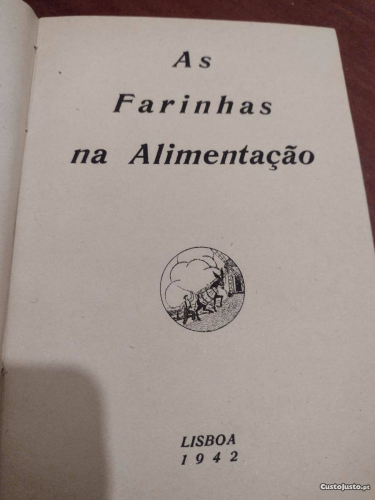 As
Farinhas
na Alimentação
LISBOA
1942
CustoJusto.pt